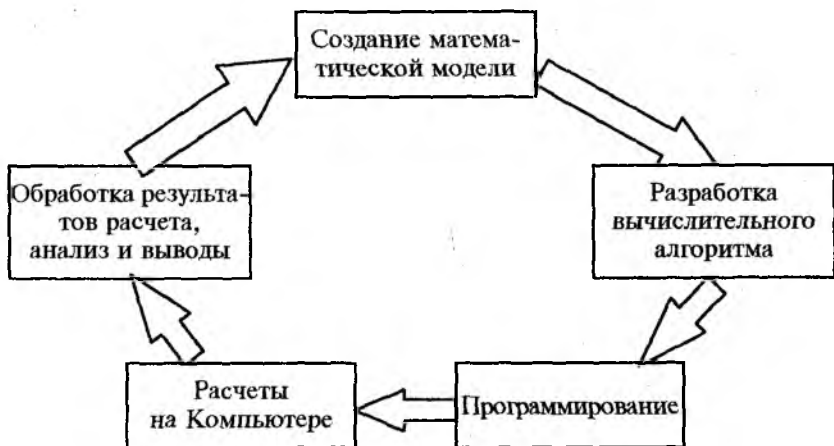 Создание матема-
тической модели
Разработка
вычислительного
алгоритма
Программирование
Расчеты
на Компьютере
Обработка результа-
тов расчета,
анализ и выводы